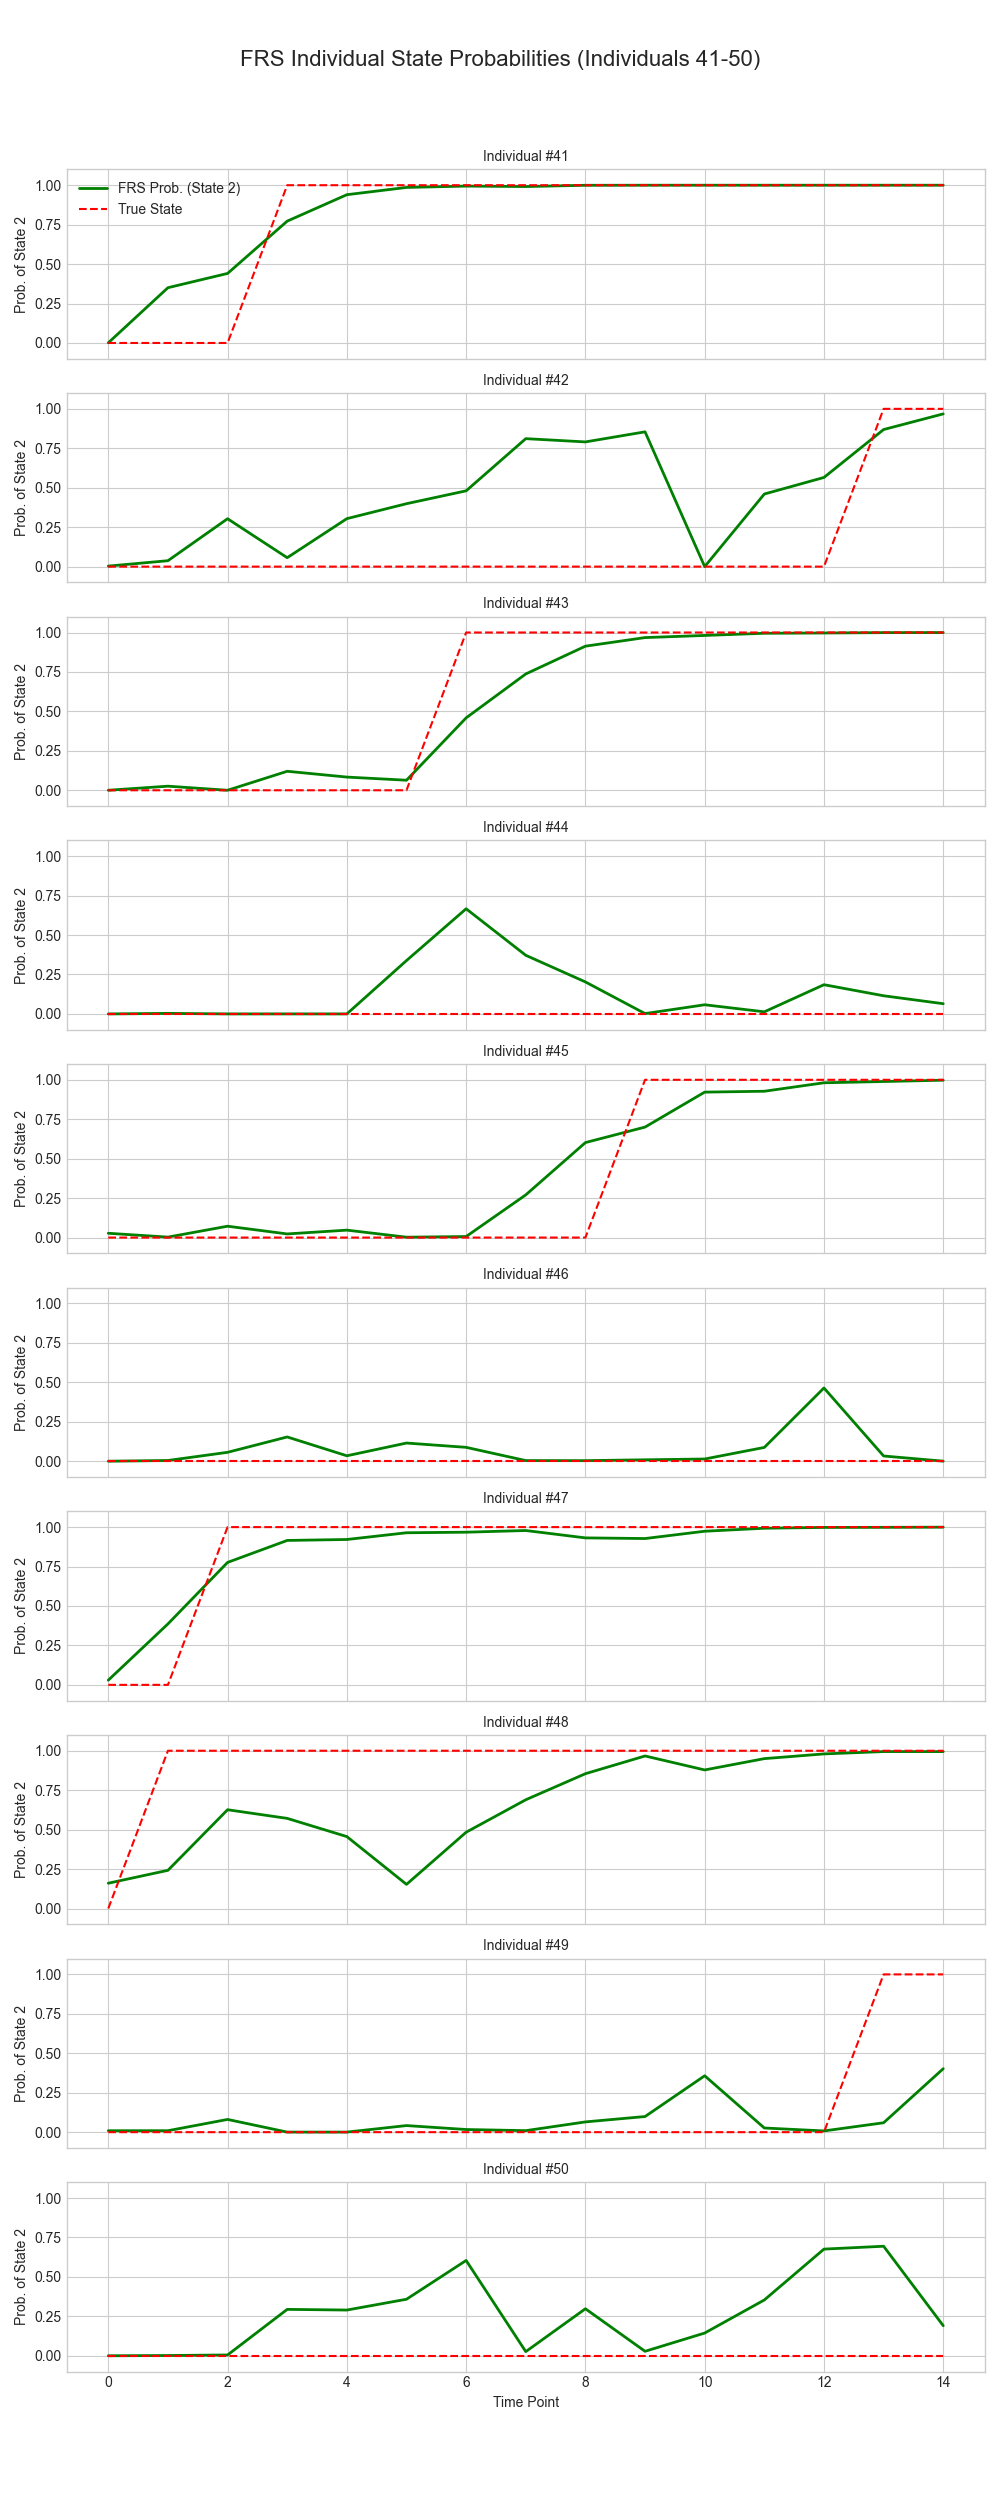 FRS Individual State Probabilities (Individuals 41-50)
Individual #41
Prob. of State 2
1.00
0.75
0.50
0.25
0.00
FRS Prob. (State 2)
True State
Individual #42
Prob. of State 2
1.00
0.75
0.50
0.25
0.00
Individual #43
Prob. of State 2
1.00
0.75
0.50
0.25
0.00
Individual #44
Prob. of State 2
1.00
0.75
0.50
0.25
0.00
Individual #45
Prob. of State 2
1.00
0.75
0.50
0.25
0.00
Individual #46
Prob. of State 2
1.00
0.75
0.50
0.25
0.00
Individual #47
Prob. of State 2
1.00
0.75
0.50
0.25
0.00
Individual #48
Prob. of State 2
1.00
0.75
0.50
0.25
0.00
Individual #49
Prob. of State 2
1.00
0.75
0.50
0.25
0.00
Individual #50
Prob. of State 2
1.00
0.75
0.50
0.25
0.00
0 2 4 6 8 10 12 14
Time Point